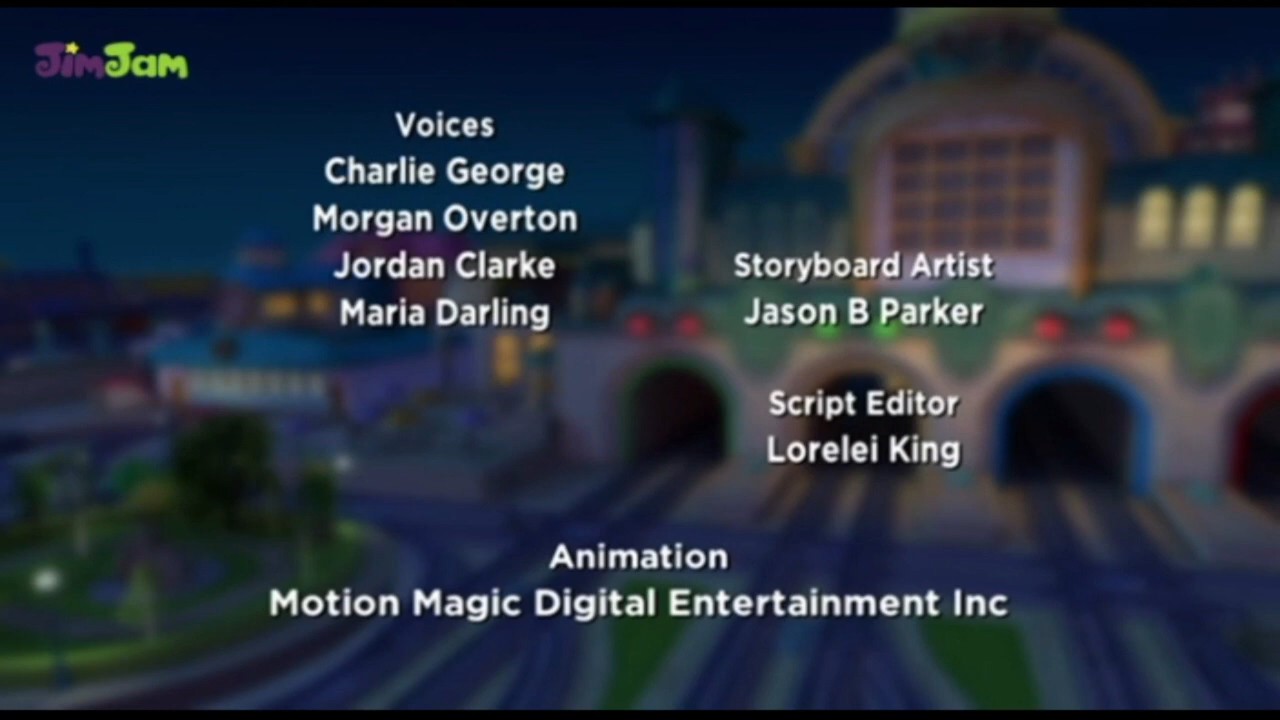 JimJam
Voices
Charlie George
Morgan Overton
Jordan Clarke
Maria Darling
Storyboard Artist
Jason B Parker
Script Editor
Lorelei King
Animation
Motion Magic Digital Entertainment Inc